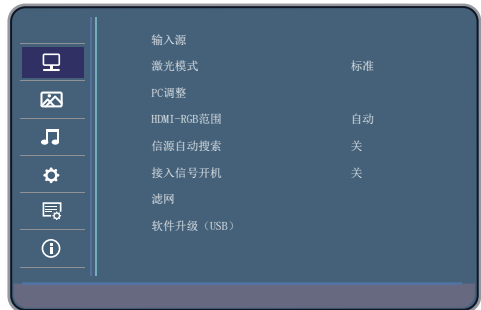 输入源
激光模式 标准
PC调整
HDMI-RGB范围 自动
信源自动搜索 关
接入信号开机 关
滤网
软件升级（USB）